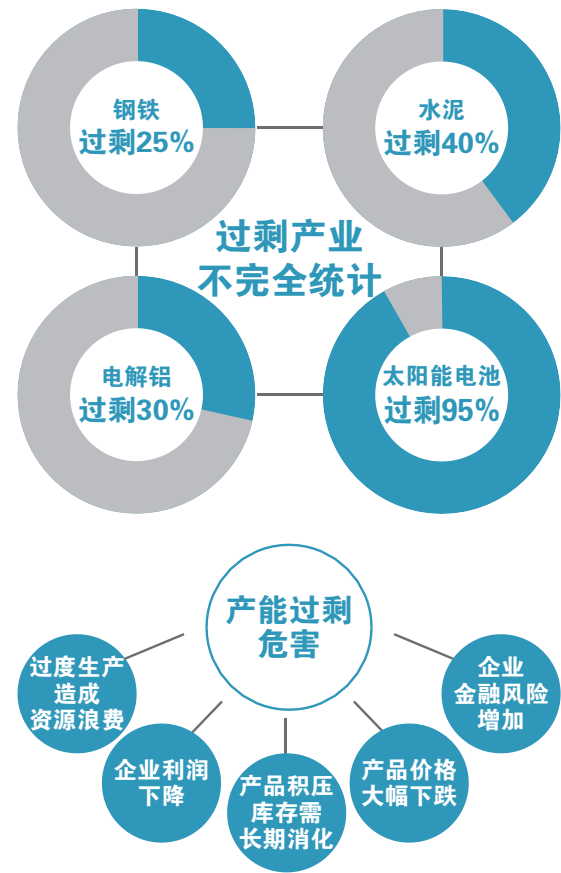 钢铁
过剩25%
水泥
过剩40%
过剩产业
不完全统计
电解铝
过剩30%
太阳能电池
过剩95%
产能过剩
危害
过度生产
造成
资源浪费
企业利润
下降
产品积压
库存需
长期消化
产品价格
大幅下跌
企业
金融风险
增加